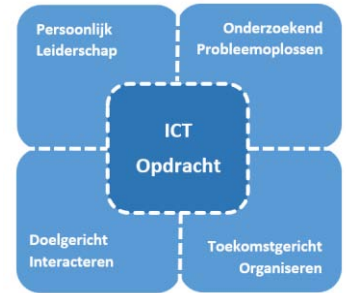 Persoonlijk
Leiderschap
Onderzoekend
Probleemoplossen
ICT
Opdracht
Doelgericht
Interacteren
Toekomstgericht
Organiseren